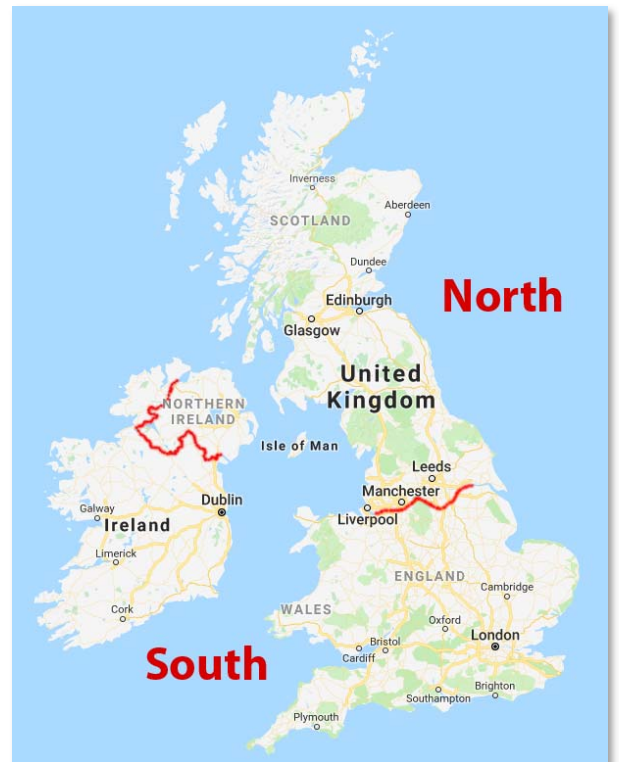 Inverness
SCOTLAND
Aberdeen
Dundee
Edinburgh
North
Glasgow
United
Kingdom
NORTHERN
IRELAND
Isle of Man
Leeds
Manchester
Liverpool
Dublin
Galway
Ireland
Limerick
Cork
ENGLAND
Cambridge
WALES
Oxford
London
Bristol
Cardiff
South
Brighton
Southampton
Plymouth